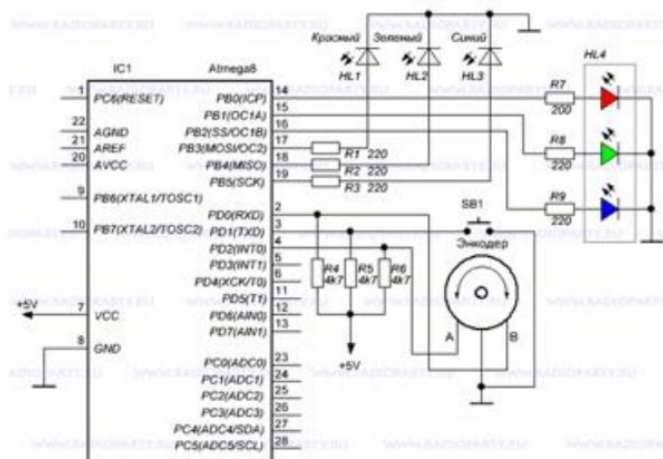 Красный Зеленый Синий
HL1 HL2 HL3 HL4
IC1 Atmega8
1 PC6(RESET) PB0(ICP) 14
PB1(OC1A) 15
22 AGND PB2(SS/OC1B) 16
21 AREF PB3(MOSI/OC2) 17
20 AVCC PB4(MISO) 18
PB5(SCK) 19
R1 220
R2 220
R3 220
R7
200
R8
220
R9
220
9 PB6(XTAL1/TOSC1)
10 PB7(XTAL2/TOSC2)
PD0(RXD) 2
PD1(TXD) 3
PD2(INT0) 4
PD3(INT1) 5
PD4(XCK/T0) 6
PD5(T1) 11
PD6(AIN0) 12
PD7(AIN1) 13
SB1
Энкодер
R4 R5 R6
4k7 4k7 4k7
A B
+5V
+5V
7 VCC
8 GND
PC0(ADC0) 23
PC1(ADC1) 24
PC2(ADC2) 25
PC3(ADC3) 26
PC4(ADC4/SDA) 27
PC5(ADC5/SCL) 28
WWW.RADIOPARTY.RU